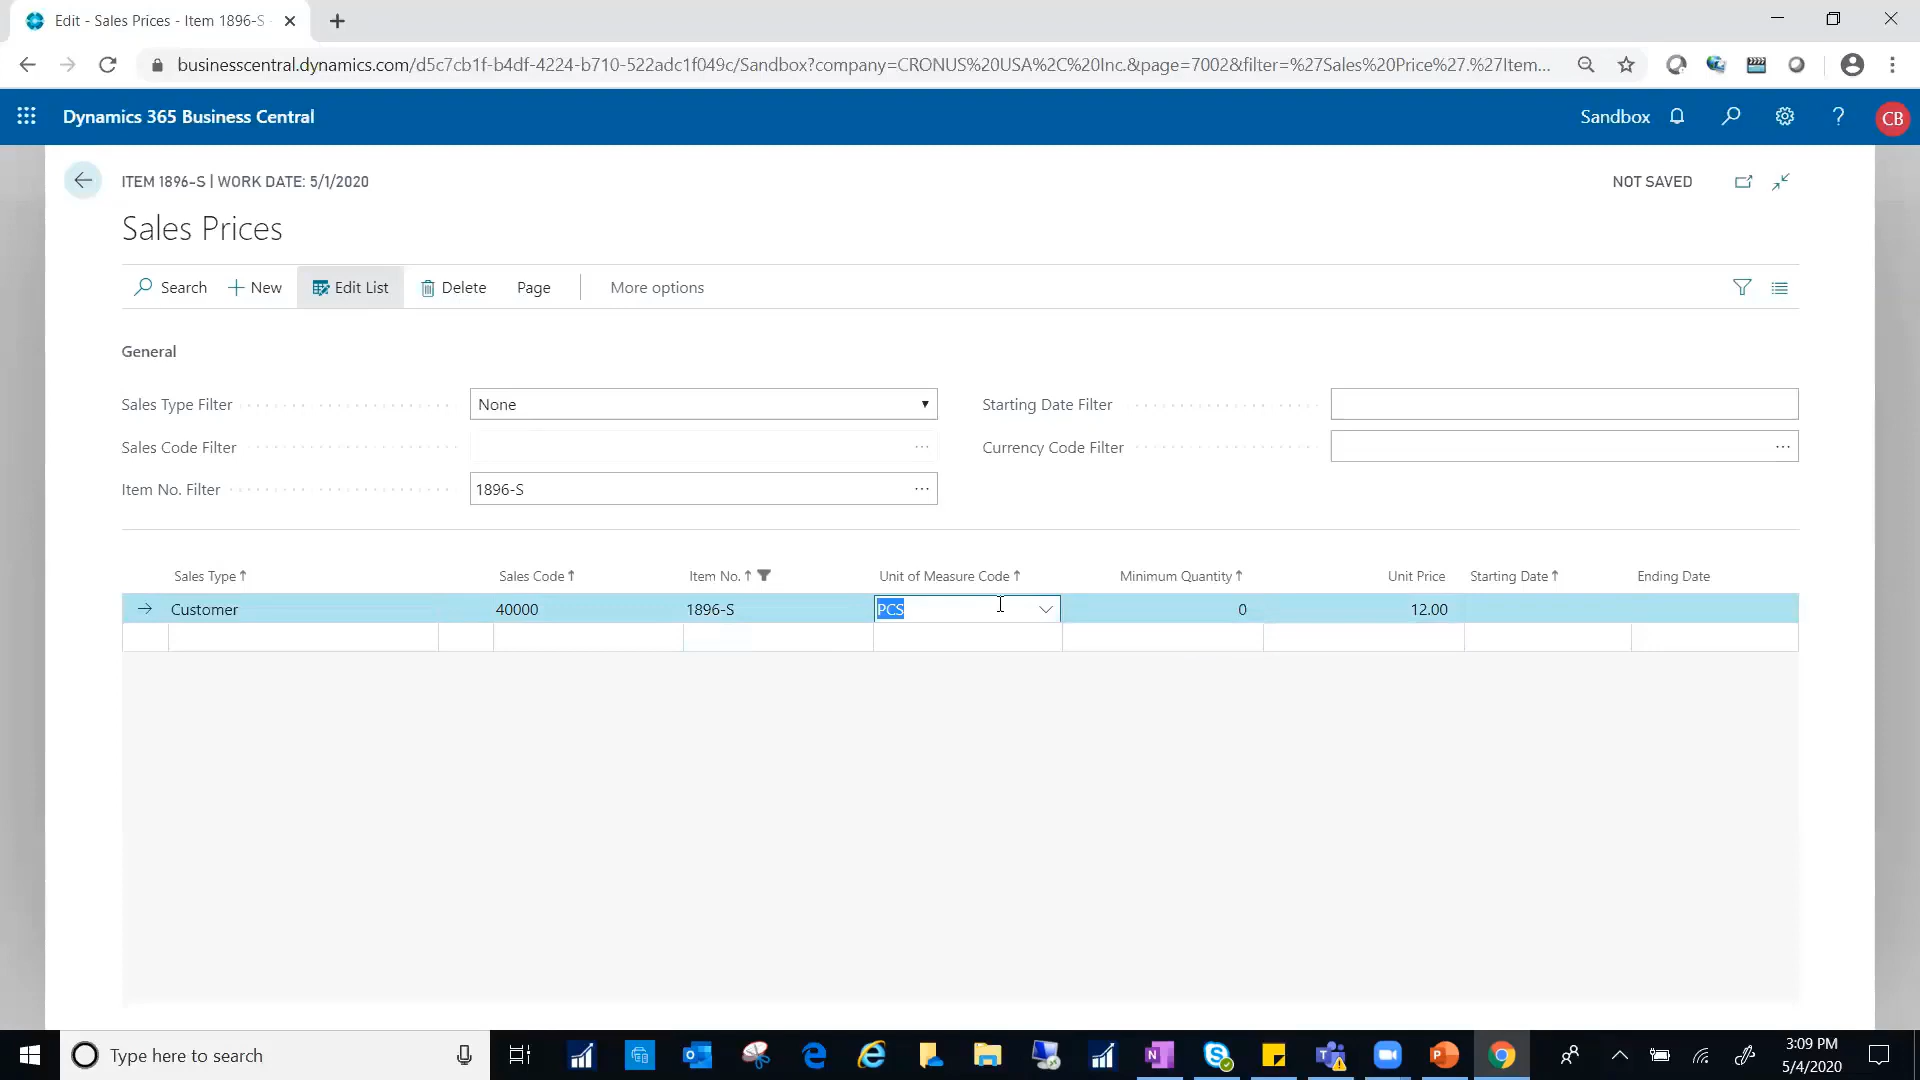 Edit - Sales Prices - Item 1896-S
businesscentral.dynamics.com/d5c7cb1f-b4df-4224-b710-522adc1f049c/Sandbox?company=CRONUS%20USA%2C%20Inc.&page=7002&filter=%27Sales%20Price%27.%27Item...
Dynamics 365 Business Central Sandbox ? CB
ITEM 1896-S | WORK DATE: 5/1/2020 NOT SAVED
Sales Prices
Search New Edit List Delete Page More options
General
Sales Type Filter None Starting Date Filter
Sales Code Filter Currency Code Filter
Item No. Filter 1896-S
Sales Type Sales Code Item No. Unit of Measure Code Minimum Quantity Unit Price Starting Date Ending Date
Customer 40000 1896-S PCS 0 12.00
Type here to search
3:09 PM
5/4/2020